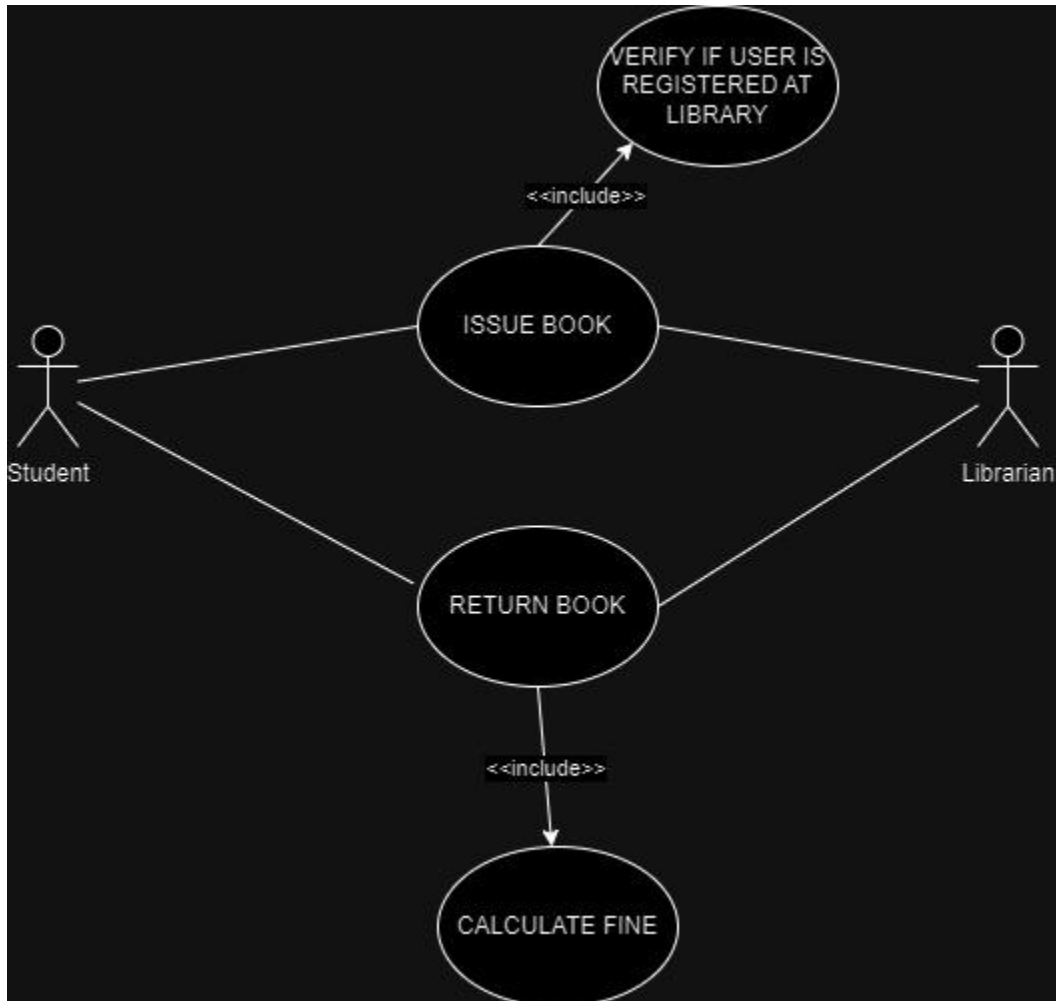 VERIFY IF USER IS
REGISTERED AT
LIBRARY
<<include>>
ISSUE BOOK
Student
Librarian
RETURN BOOK
<<include>>
CALCULATE FINE